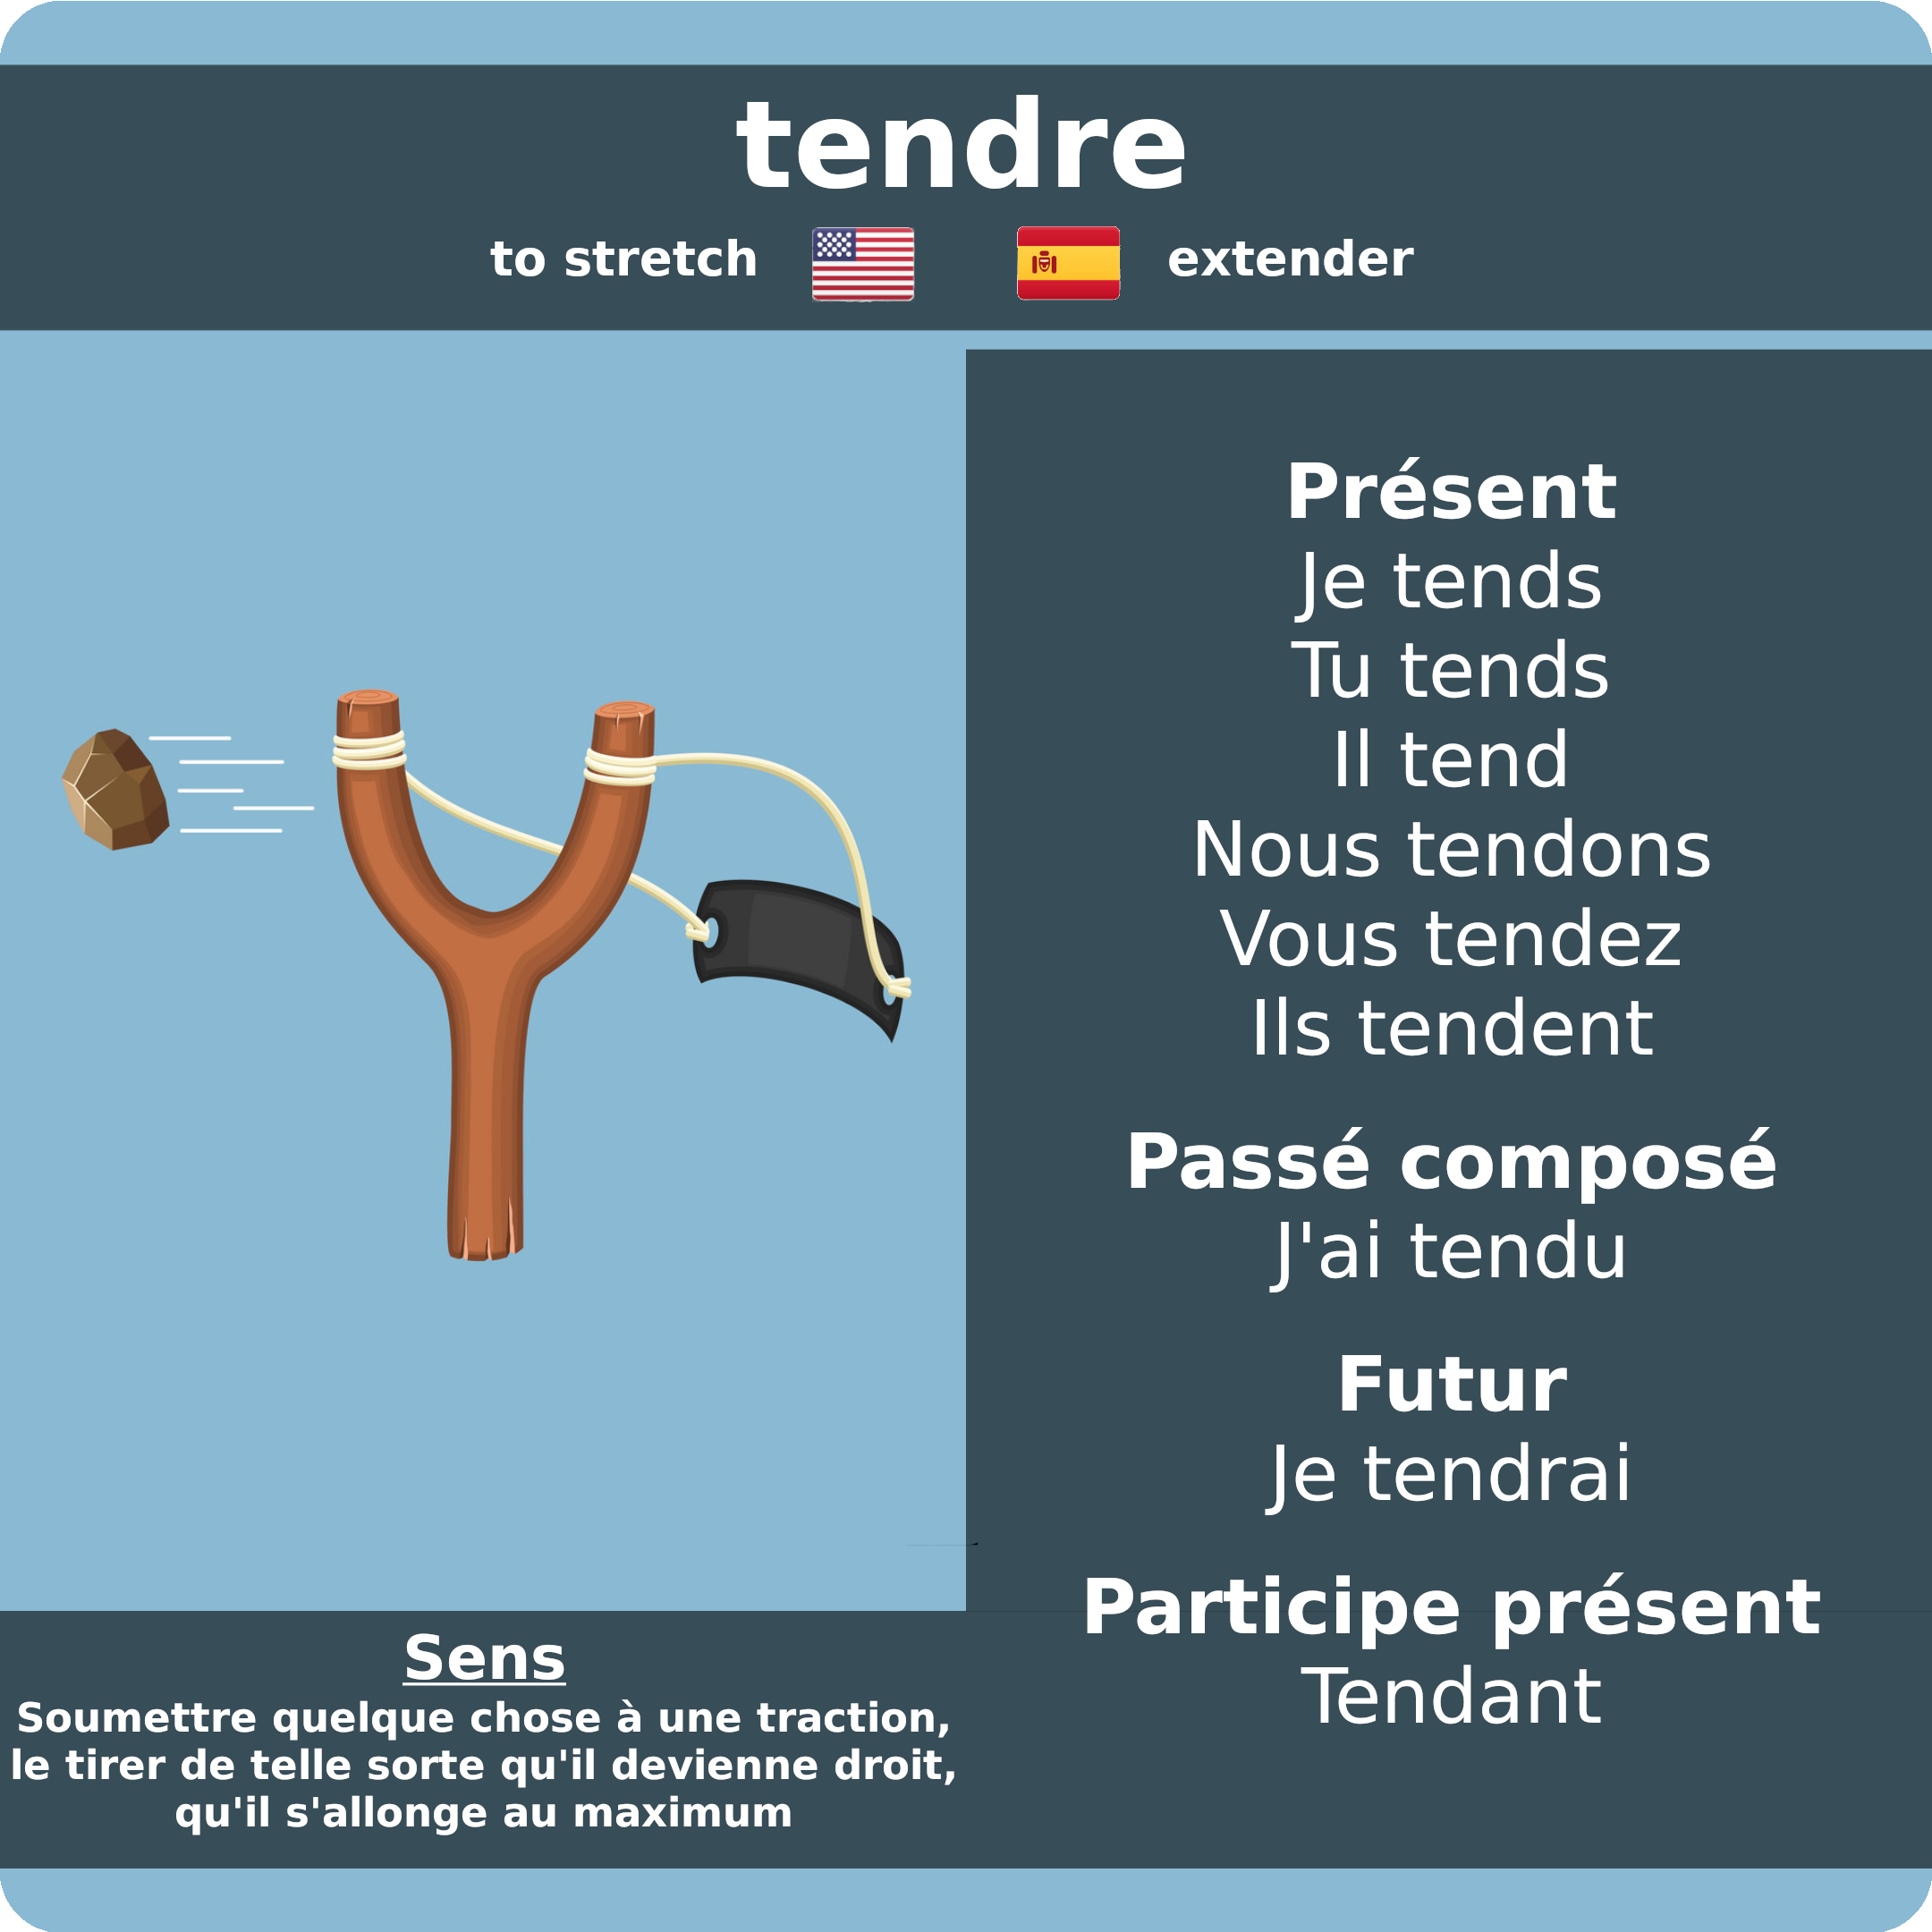 tendre
to stretch extender
Présent
Je tends
Tu tends
Il tend
Nous tendons
Vous tendez
Ils tendent
Passé composé
J'ai tendu
Futur
Je tendrai
Participe présent
Tendant
Sens
Soumettre quelque chose à une traction,
le tirer de telle sorte qu'il devienne droit,
qu'il s'allonge au maximum